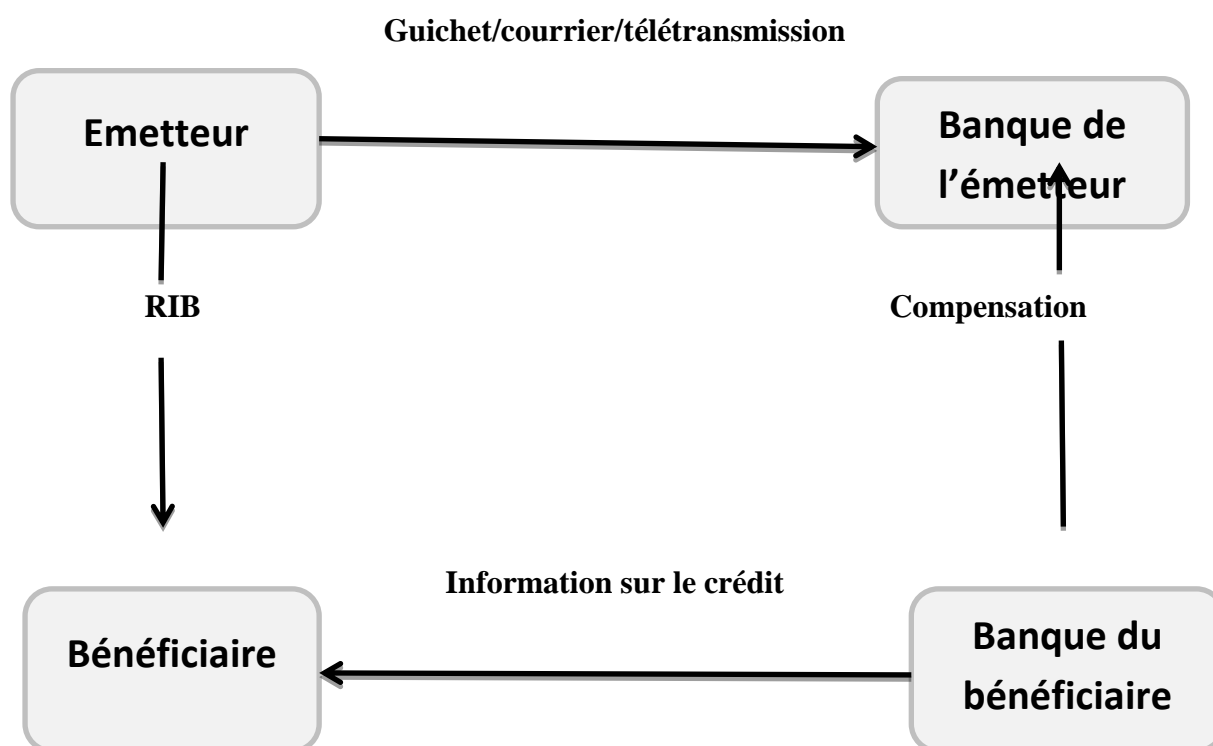 Guichet/courrier/télétransmission
Emetteur
Banque de
l’émetteur
RIB
Compensation
Information sur le crédit
Bénéficiaire
Banque du
bénéficiaire